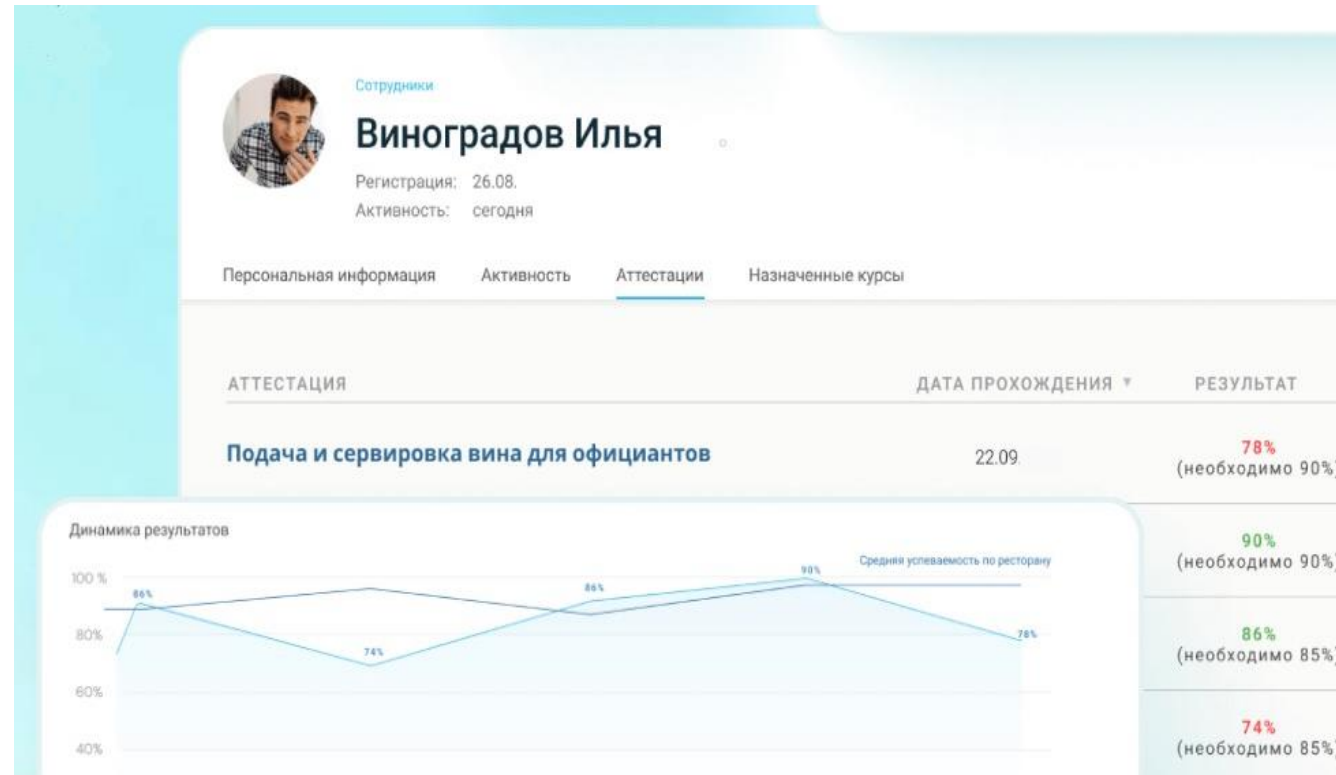 Сотрудники
Виноградов Илья
Регистрация: 26.08.
Активность: сегодня
Персональная информация Активность Аттестации Назначенные курсы
АТТЕСТАЦИЯ ДАТА ПРОХОЖДЕНИЯ ▼ РЕЗУЛЬТАТ
Подача и сервировка вина для официантов 22.09. 78%
(необходимо 90%)
90%
(необходимо 90%)
86%
(необходимо 85%)
74%
(необходимо 85%)
Динамика результатов
Средняя успеваемость по ресторану
100 %
80%
60%
40%
86%
74%
86%
90%
78%